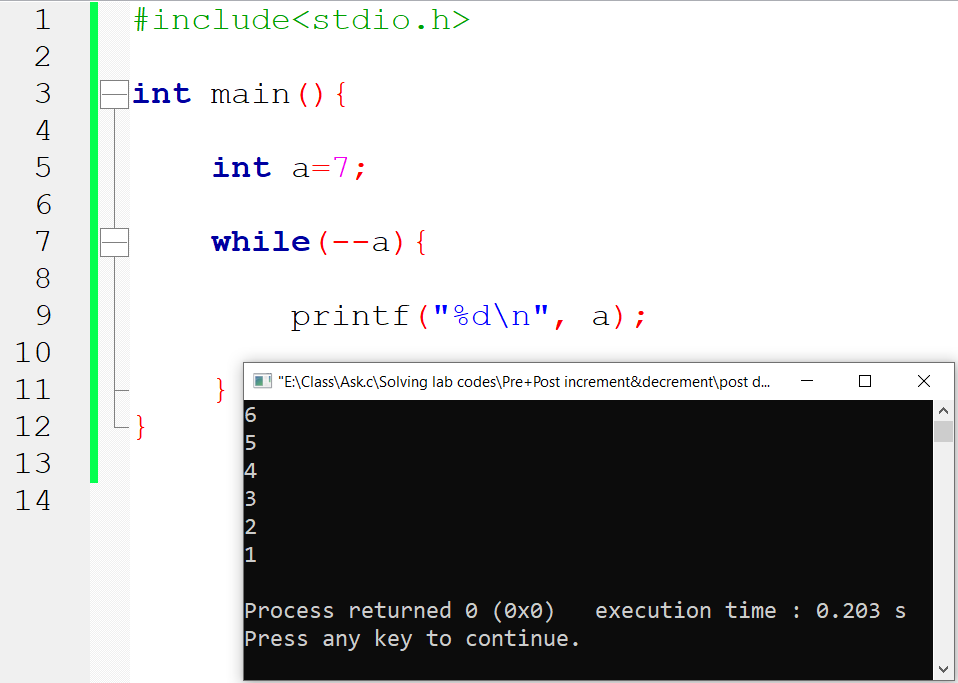 1 #include<stdio.h>
2
3 int main(){
4
5 int a=7;
6
7 while(--a){
8
9 printf("%d\n", a);
10
11 }
12 }
13
14
"E:\Class\Ask.c\Solving lab codes\Pre+Post increment&decrement\post d...
6
5
4
3
2
1
Process returned 0 (0x0) execution time : 0.203 s
Press any key to continue.